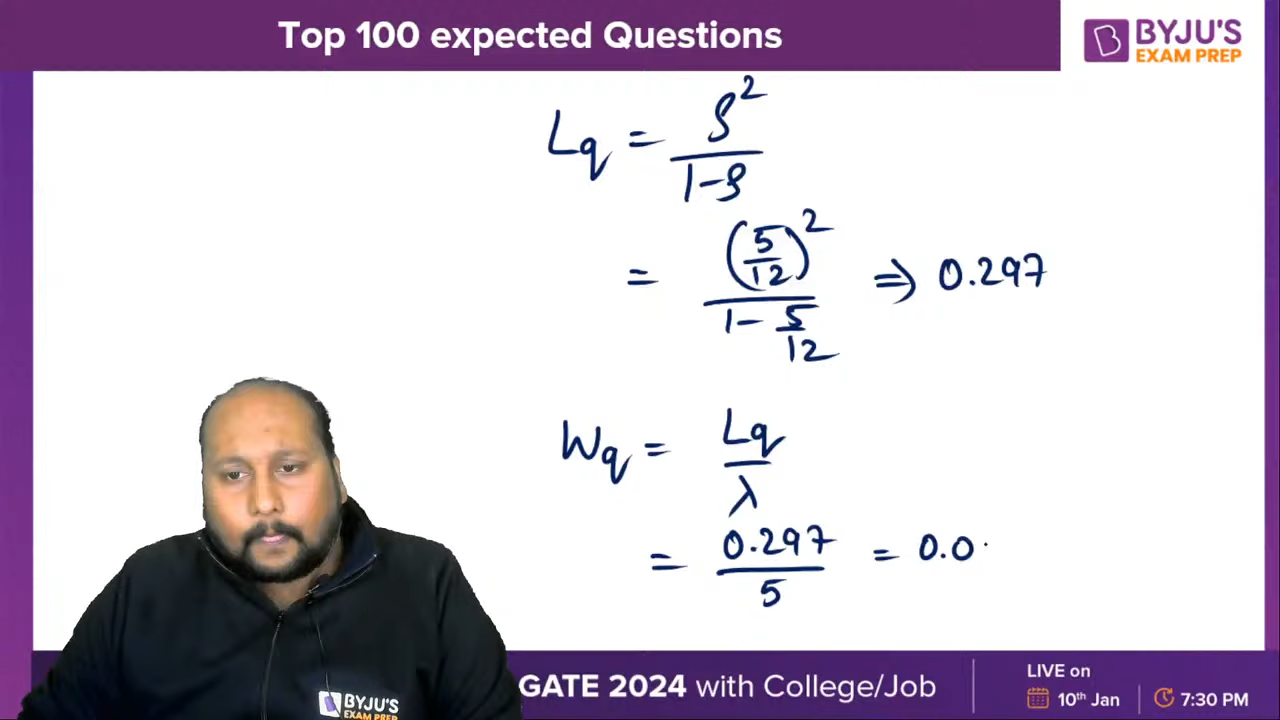 Top 100 expected Questions
BYJU'S
EXAM PREP
Lq = ρ²/(1-ρ)
= (5/12)²/(1 - 5/12) ⇒ 0.297
Wq = Lq/λ
= 0.297/5 = 0.0
BYJU'S
EXAM PREP
GATE 2024 with College/Job
LIVE on
10th Jan
7:30 PM